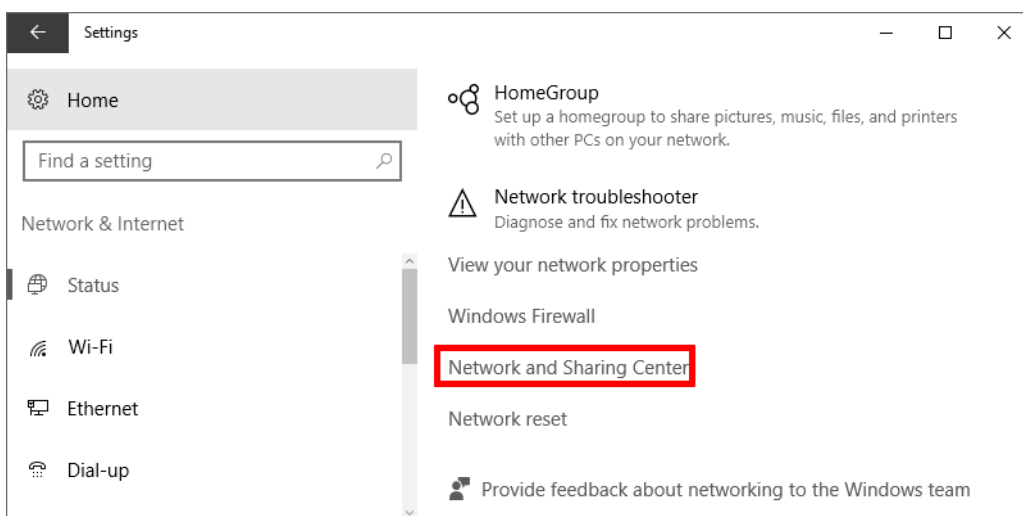 Settings
Home
Find a setting
Network & Internet
Status
Wi-Fi
Ethernet
Dial-up
HomeGroup
Set up a homegroup to share pictures, music, files, and printers
with other PCs on your network.
Network troubleshooter
Diagnose and fix network problems.
View your network properties
Windows Firewall
Network and Sharing Center
Network reset
Provide feedback about networking to the Windows team